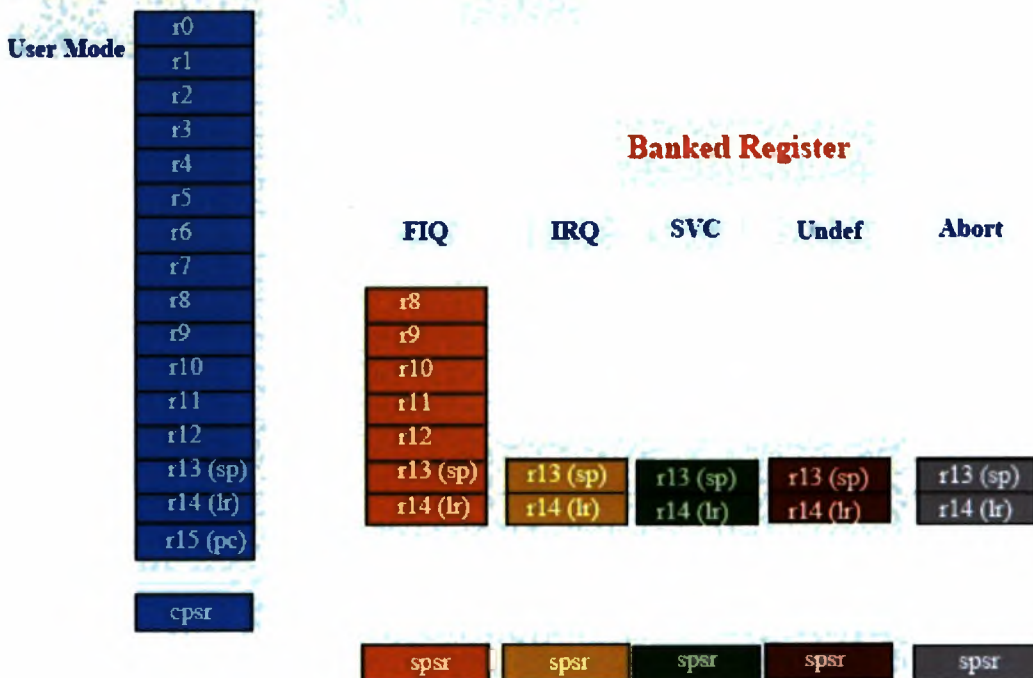 User Mode
r0
r1
r2
r3
r4
r5
r6
r7
r8
r9
r10
r11
r12
r13 (sp)
r14 (lr)
r15 (pc)
cpsr
Banked Register
FIQ
IRQ
SVC
Undef
Abort
r8
r9
r10
r11
r12
r13 (sp)
r14 (lr)
r13 (sp)
r14 (lr)
r13 (sp)
r14 (lr)
r13 (sp)
r14 (lr)
r13 (sp)
r14 (lr)
spsr
spsr
spsr
spsr
spsr